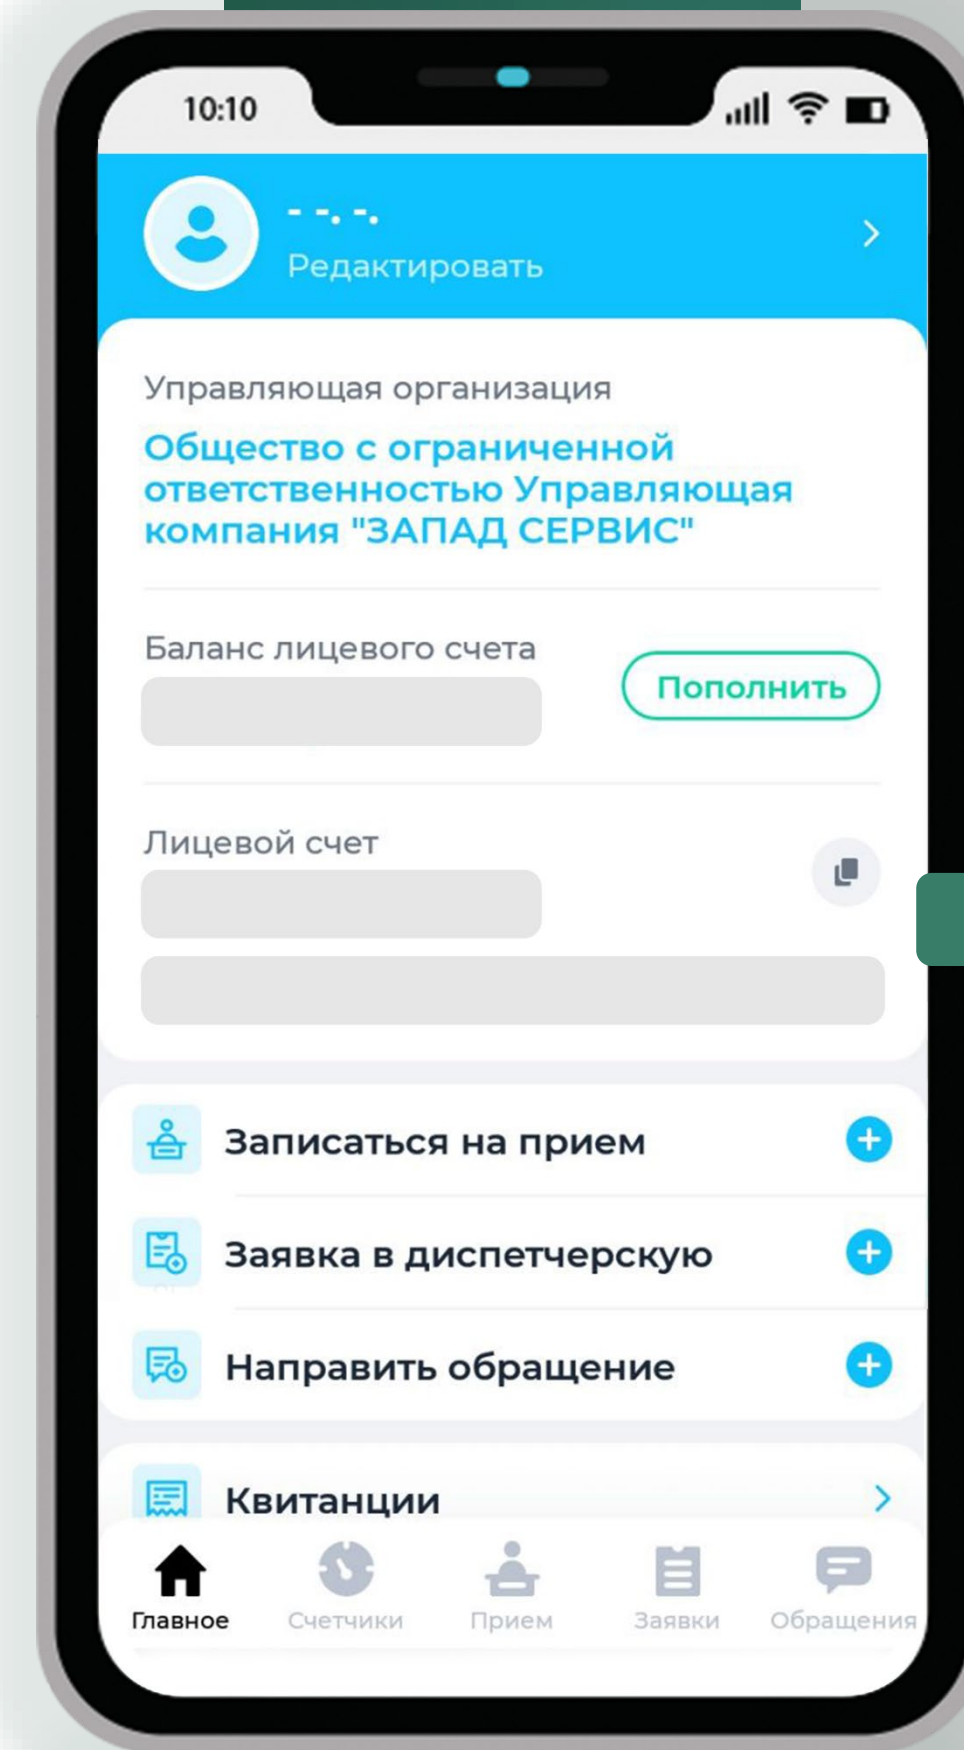 10:10
- -. -.
Редактировать
Управляющая организация
Общество с ограниченной
ответственностью Управляющая
компания "ЗАПАД СЕРВИС"
Баланс лицевого счета
Пополнить
Лицевой счет
Записаться на прием
Заявка в диспетчерскую
Направить обращение
Квитанции
Главное
Счетчики
Прием
Заявки
Обращения